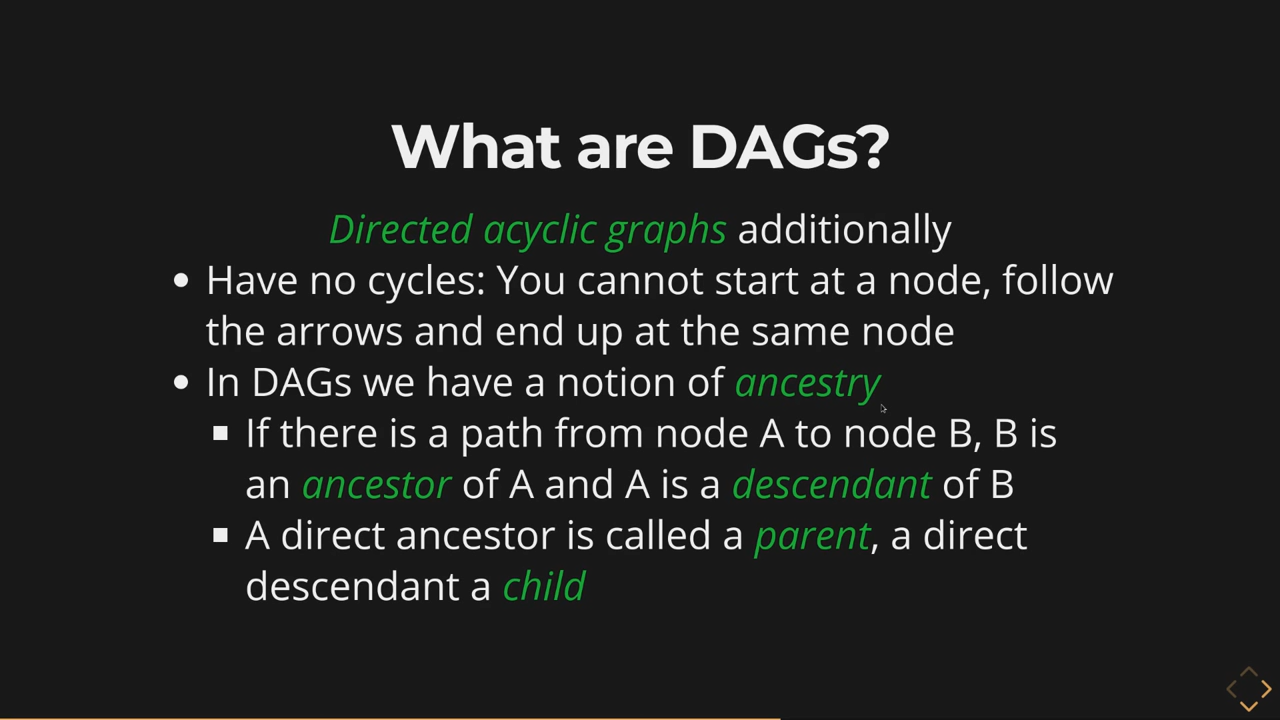 What are DAGs?
Directed acyclic graphs additionally
• Have no cycles: You cannot start at a node, follow
the arrows and end up at the same node
• In DAGs we have a notion of ancestry
▪ If there is a path from node A to node B, B is
an ancestor of A and A is a descendant of B
▪ A direct ancestor is called a parent, a direct
descendant a child